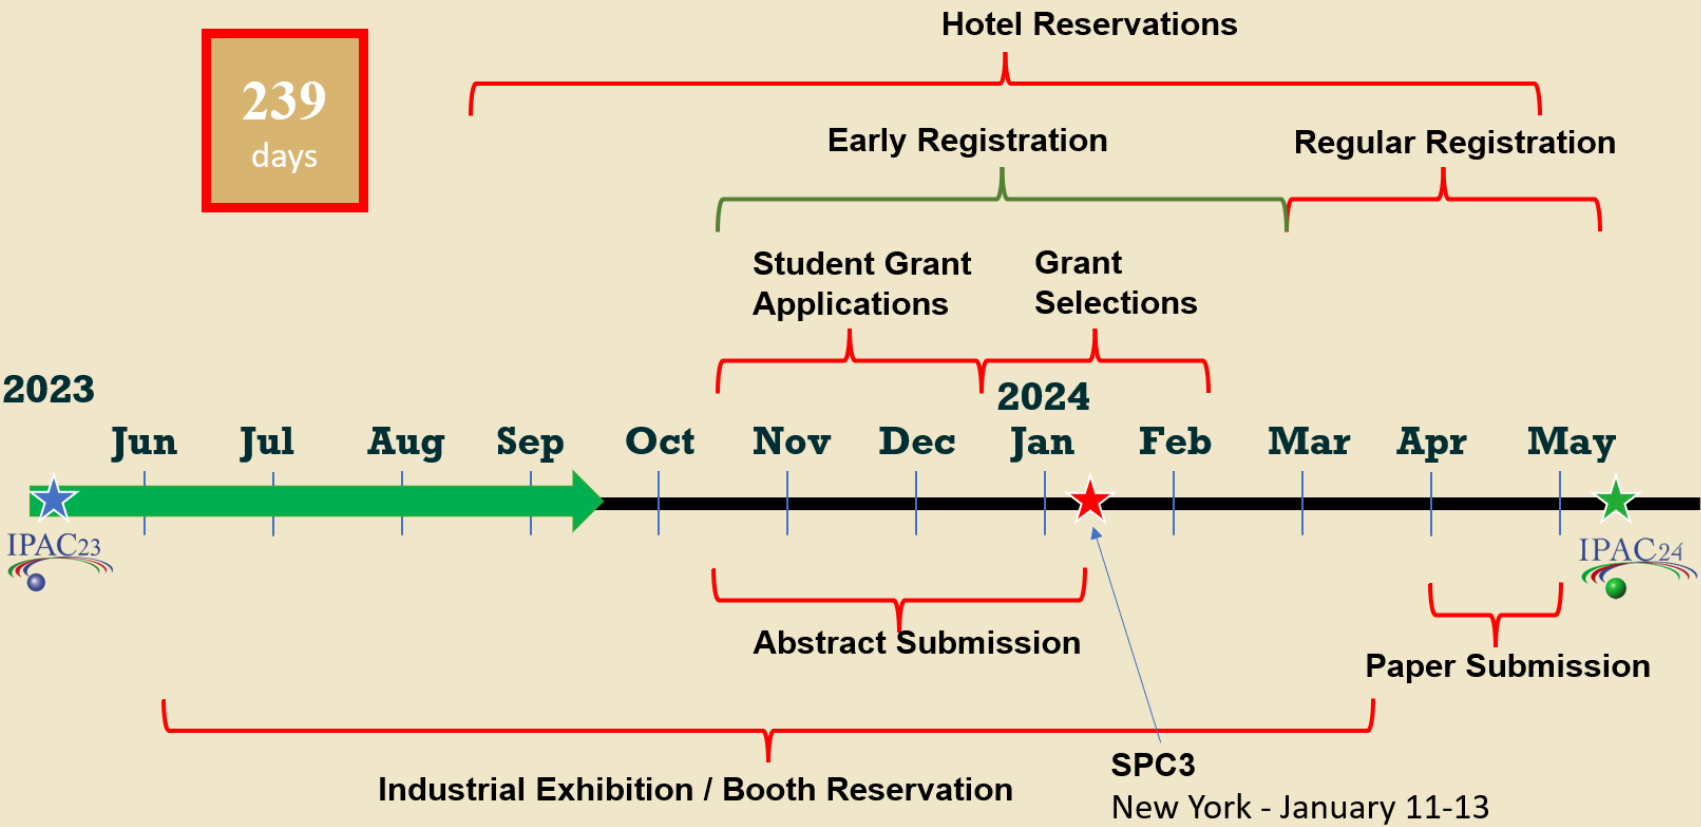 Hotel Reservations
239
days
Early Registration
Regular Registration
Student Grant
Applications
Grant
Selections
2023
2024
Jun Jul Aug Sep Oct Nov Dec Jan Feb Mar Apr May
IPAC23
IPAC24
Abstract Submission
Paper Submission
Industrial Exhibition / Booth Reservation
SPC3
New York - January 11-13